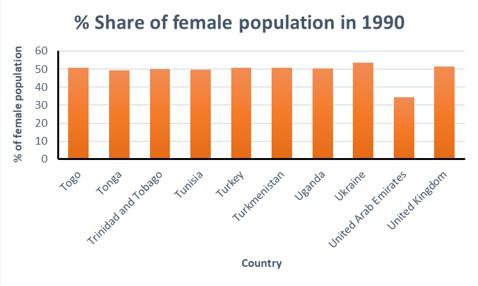 % Share of female population in 1990
% of female population
60
50
40
30
20
10
0
Togo
Tonga
Trinidad and Tobago
Tunisia
Turkey
Turkmenistan
Uganda
Ukraine
United Arab Emirates
United Kingdom
Country